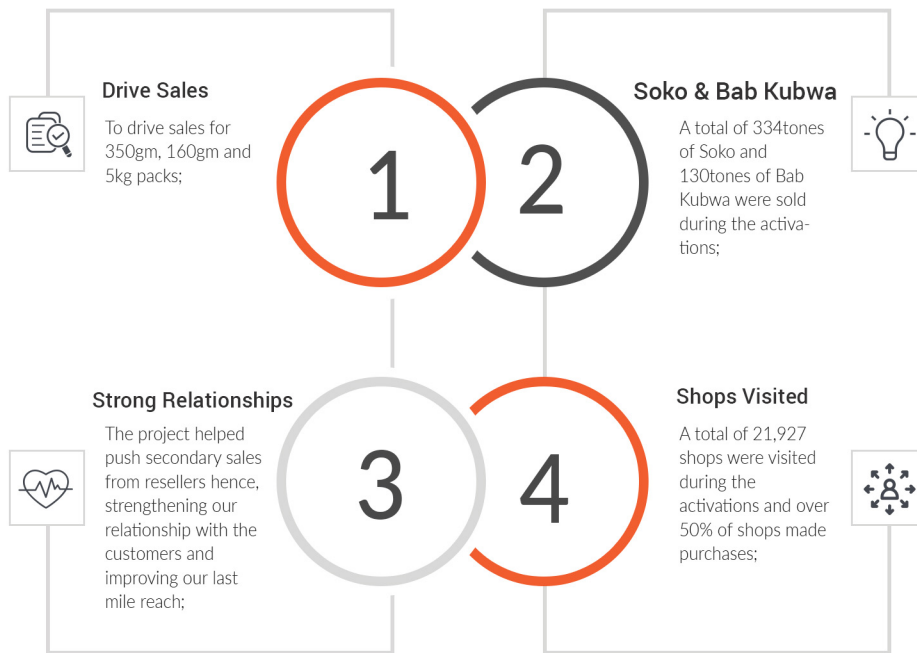 Drive Sales
To drive sales for
350gm, 160gm and
5kg packs;
1
2
Soko & Bab Kubwa
A total of 334tones
of Soko and
130tones of Bab
Kubwa were sold
during the activa-
tions;
Strong Relationships
The project helped
push secondary sales
from resellers hence,
strengthening our
relationship with the
customers and
improving our last
mile reach;
3
4
Shops Visited
A total of 21,927
shops were visited
during the
activations and over
50% of shops made
purchases;